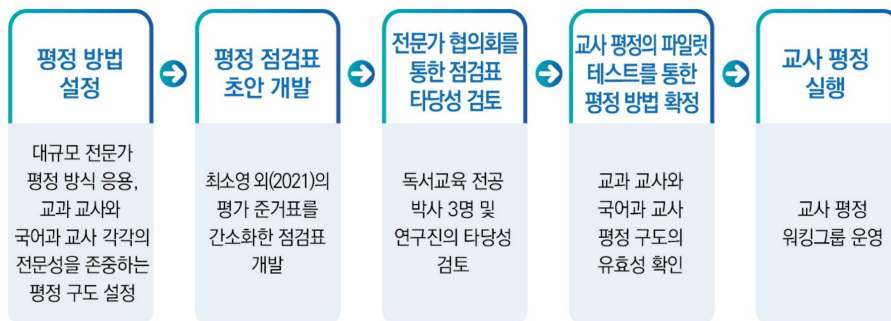 평정 방법
설정
대규모 전문가
평정 방식 응용,
교과 교사와
국어과 교사 각각의
전문성을 존중하는
평정 구도 설정
평정 점검표
초안 개발
최소영 외(2021)의
평가 준거표를
간소화한 점검표
개발
전문가 협의회를
통한 점검표
타당성 검토
독서교육 전공
박사 3명 및
연구진의 타당성
검토
교사 평정의 파일럿
테스트를 통한
평정 방법 확정
교과 교사와
국어과 교사
평정 구도의
유효성 확인
교사 평정
실행
교사 평정
워킹그룹 운영